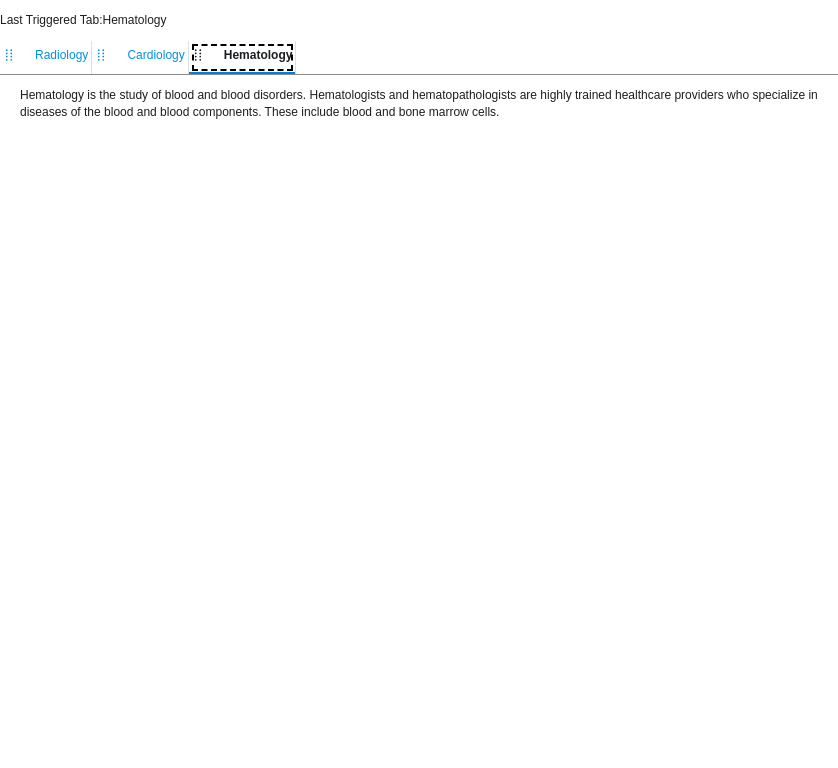 Last Triggered Tab:Hematology
Radiology Cardiology Hematology
Hematology is the study of blood and blood disorders. Hematologists and hematopathologists are highly trained healthcare providers who specialize in
diseases of the blood and blood components. These include blood and bone marrow cells.